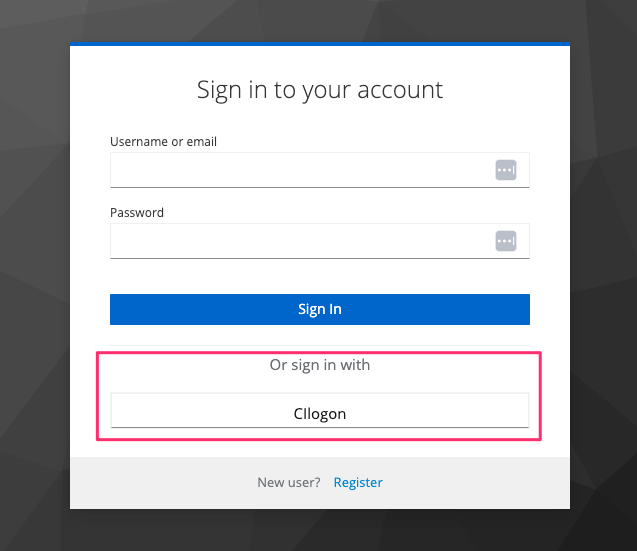 Sign in to your account
Username or email
Password
Sign In
Or sign in with
CIlogon
New user? Register